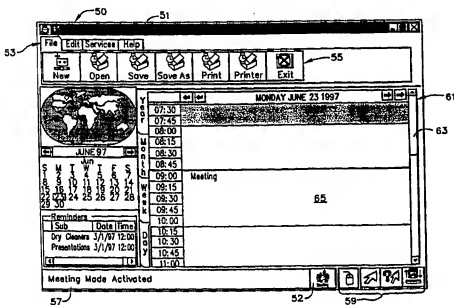 50
51
53
File Edit Services Help
New Open Save Save As Print Printer Exit
55
MONDAY JUNE 23 1997
61
63
Year
Month
Week
Day
07:30
07:45
08:00
08:15
08:30
08:45
09:00 Meeting
09:15
09:30
09:45
10:00
10:15
10:30
10:45
11:00
65
JUNE97
Jun
S M T W T F S
1 2 3 4 5 6 7
8 9 10 11 12 13 14
15 16 17 18 19 20 21
22 23 24 25 26 27 28
29 30
Reminders
Sub Date Time
Dry Cleaners 3/1/97 12:00
Presentations 3/1/97 12:00
Meeting Mode Activated
57
52
59